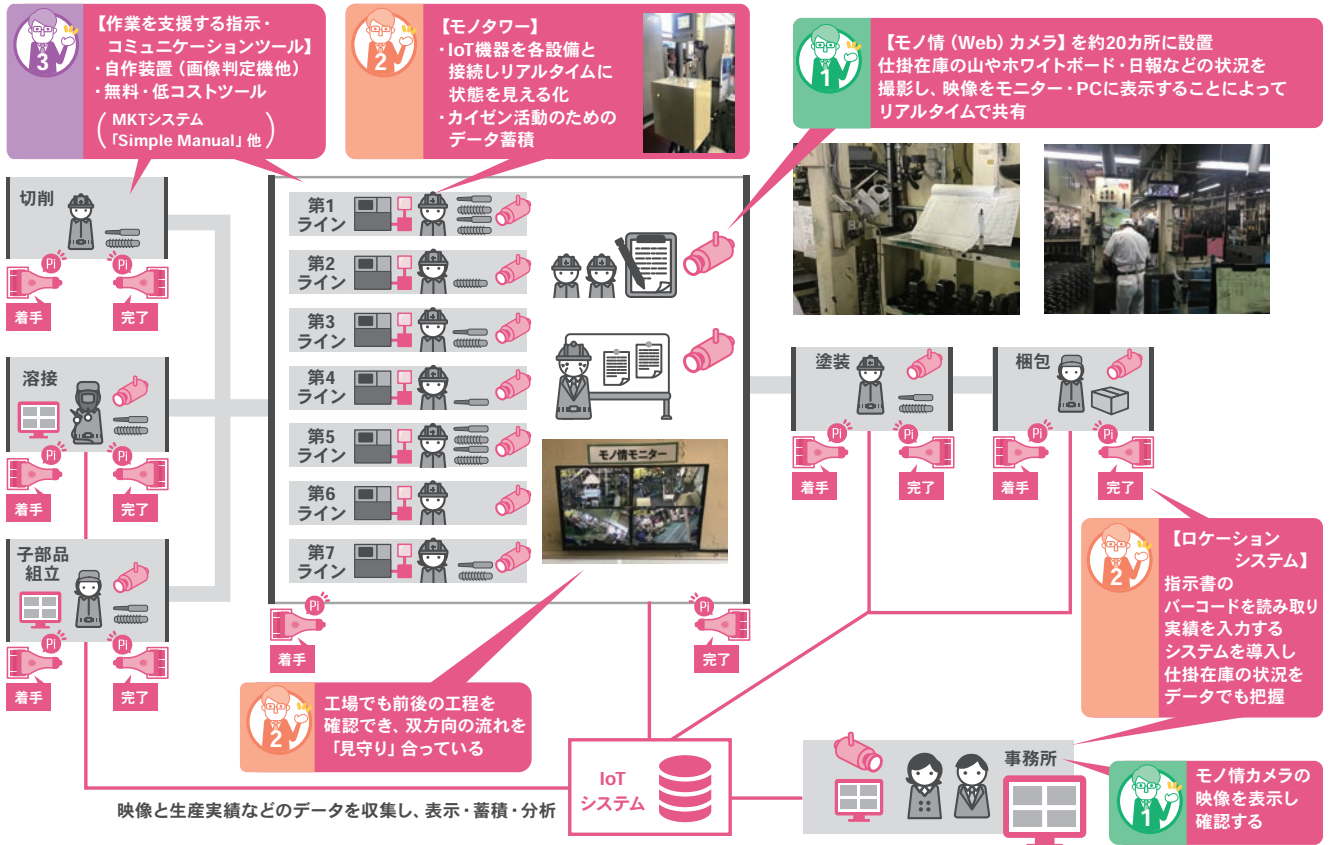 3
【作業を支援する指示・
コミュニケーションツール】
・自作装置（画像判定機他）
・無料・低コストツール
（MKTシステム
「Simple Manual」他）
2
【モノタワー】
・IoT機器を各設備と
接続しリアルタイムに
状態を見える化
・カイゼン活動のための
データ蓄積
1
【モノ情（Web）カメラ】を約20カ所に設置
仕掛在庫の山やホワイトボード・日報などの状況を
撮影し、映像をモニター・PCに表示することによって
リアルタイムで共有
切削
Pi
Pi
着手
完了
溶接
Pi
Pi
着手
完了
子部品
組立
Pi
Pi
着手
完了
第1
ライン
第2
ライン
第3
ライン
第4
ライン
第5
ライン
第6
ライン
第7
ライン
モノ情モニター
Pi
着手
Pi
完了
塗装
Pi
Pi
着手
完了
梱包
Pi
Pi
着手
完了
2
【ロケーション
システム】
指示書の
バーコードを読み取り
実績を入力する
システムを導入し
仕掛在庫の状況を
データでも把握
2
工場でも前後の工程を
確認でき、双方向の流れを
「見守り」合っている
IoT
システム
映像と生産実績などのデータを収集し、表示・蓄積・分析
事務所
1
モノ情カメラの
映像を表示し
確認する